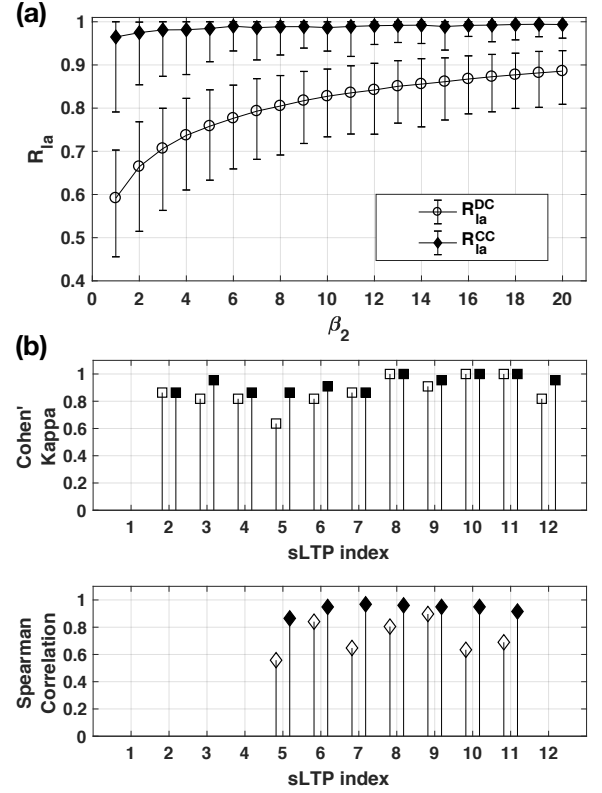 (a)
1
0.9
0.8
0.7
0.6
0.5
0.4
R_la
R_la^DC
R_la^CC
0 2 4 6 8 10 12 14 16 18 20
β_2
(b)
1
0.8
0.6
0.4
0.2
0
Cohen'
Kappa
1 2 3 4 5 6 7 8 9 10 11 12
sLTP index
1
0.8
0.6
0.4
0.2
0
Spearman
Correlation
1 2 3 4 5 6 7 8 9 10 11 12
sLTP index